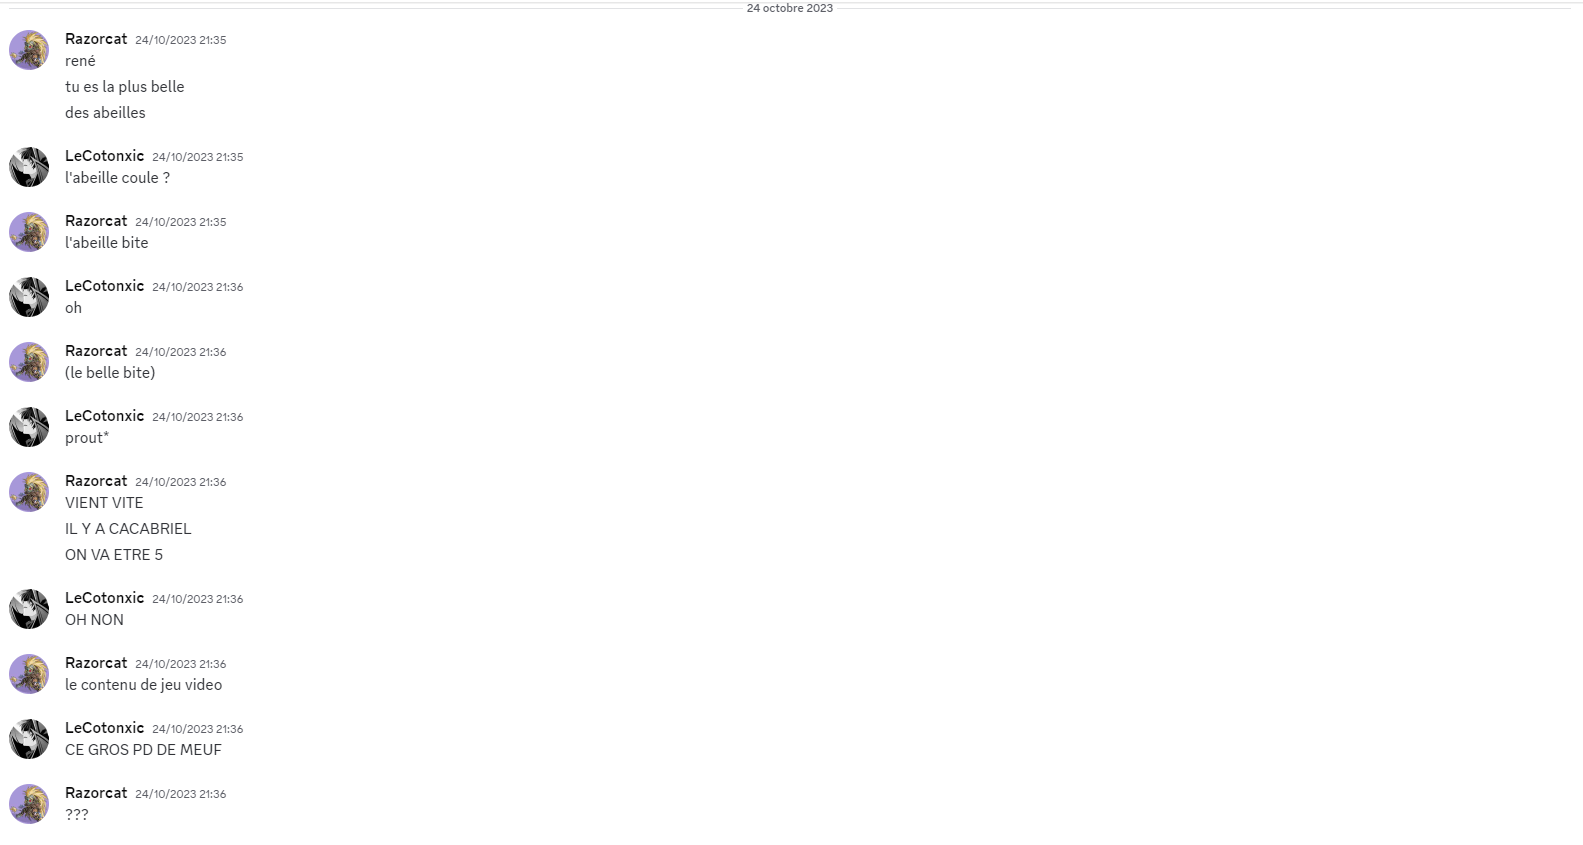 24 octobre 2023
Razorcat 24/10/2023 21:35
rené
tu es la plus belle
des abeilles
LeCotonxic 24/10/2023 21:35
l'abeille coule ?
Razorcat 24/10/2023 21:35
l'abeille bite
LeCotonxic 24/10/2023 21:36
oh
Razorcat 24/10/2023 21:36
(le belle bite)
LeCotonxic 24/10/2023 21:36
prout*
Razorcat 24/10/2023 21:36
VIENT VITE
IL Y A CACABRIEL
ON VA ETRE 5
LeCotonxic 24/10/2023 21:36
OH NON
Razorcat 24/10/2023 21:36
le contenu de jeu video
LeCotonxic 24/10/2023 21:36
CE GROS PD DE MEUF
Razorcat 24/10/2023 21:36
???